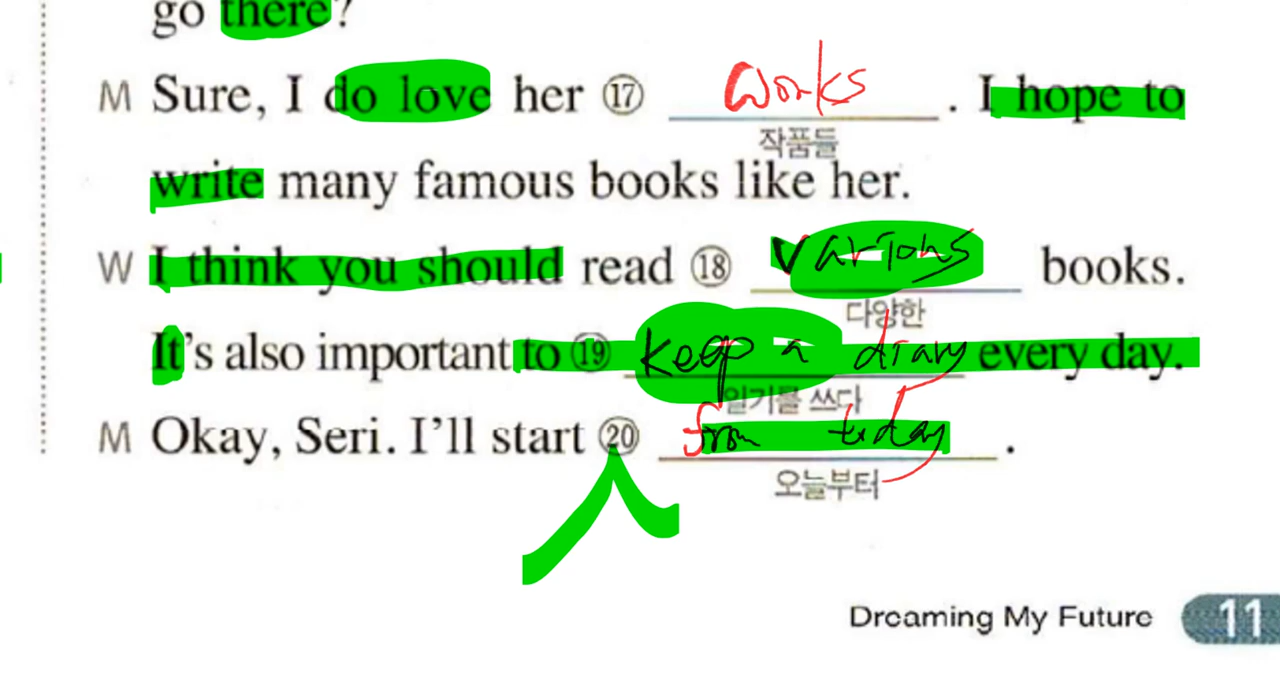 go there?
M Sure, I do love her ⑰ works . I hope to
작품들
write many famous books like her.
W I think you should read ⑱ various books.
다양한
It's also important to ⑲ keep a diary every day.
일기를 쓰다
M Okay, Seri. I'll start ⑳ from today .
오늘부터
Dreaming My Future 11